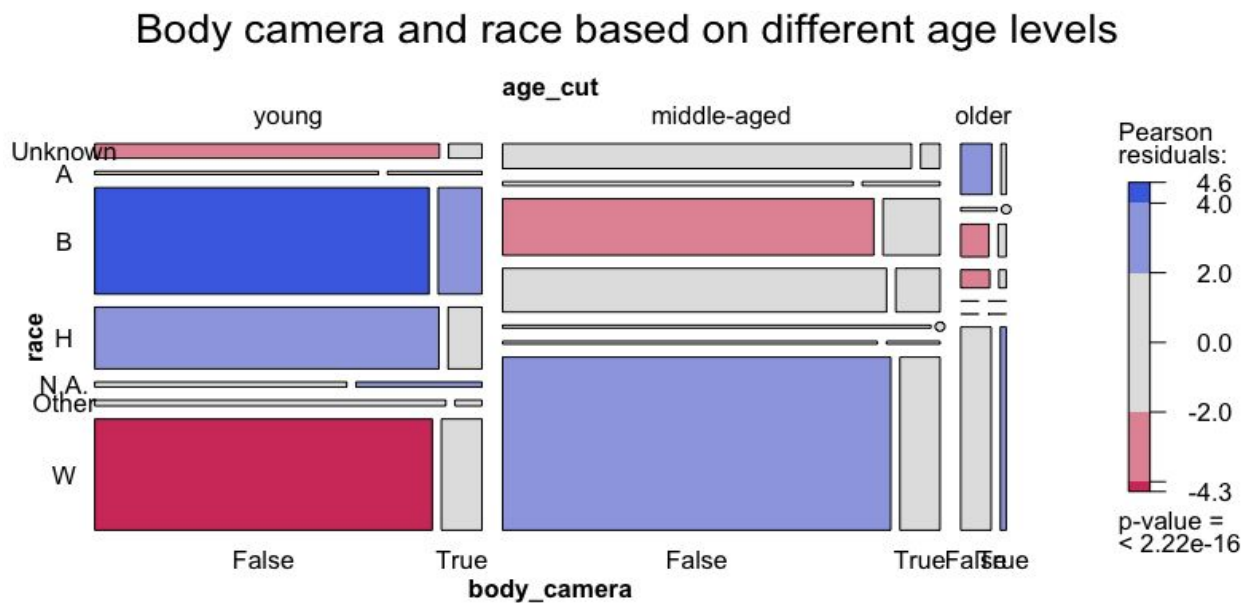 Body camera and race based on different age levels
age_cut
young
middle-aged
older
race
Unknown
A
B
H
N.A.
Other
W
False
True
False
True
False
True
body_camera
Pearson
residuals:
4.6
4.0
2.0
0.0
-2.0
-4.3
p-value =
< 2.22e-16